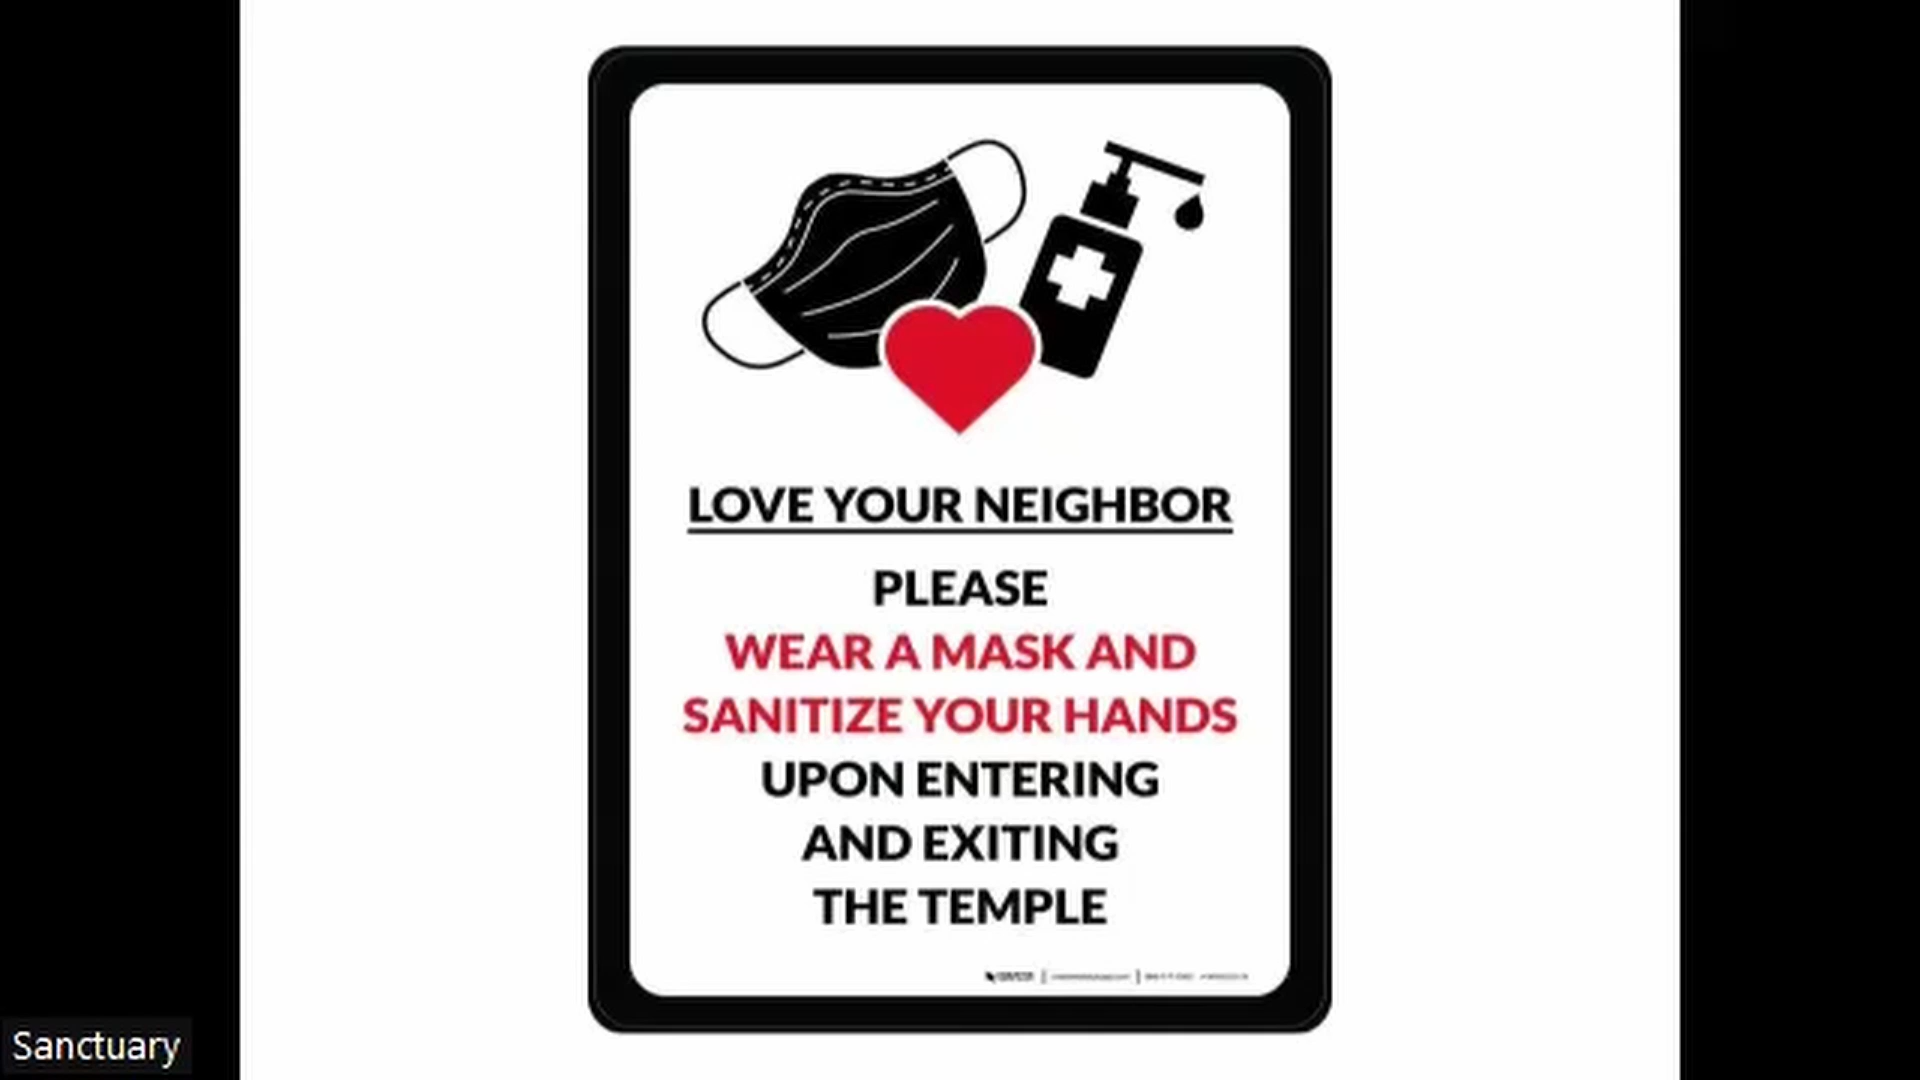 LOVE YOUR NEIGHBOR
PLEASE
WEAR A MASK AND
SANITIZE YOUR HANDS
UPON ENTERING
AND EXITING
THE TEMPLE
Sanctuary